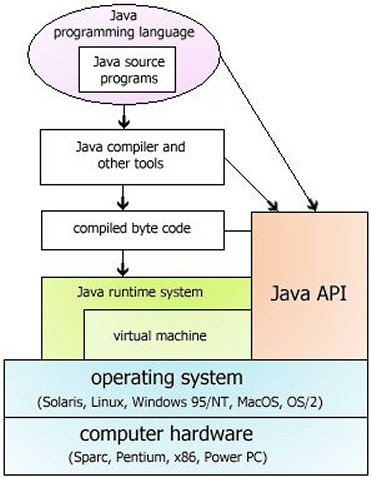 Java
programming language
Java source
programs
Java compiler and
other tools
compiled byte code
Java runtime system
virtual machine
Java API
operating system
(Solaris, Linux, Windows 95/NT, MacOS, OS/2)
computer hardware
(Sparc, Pentium, x86, Power PC)